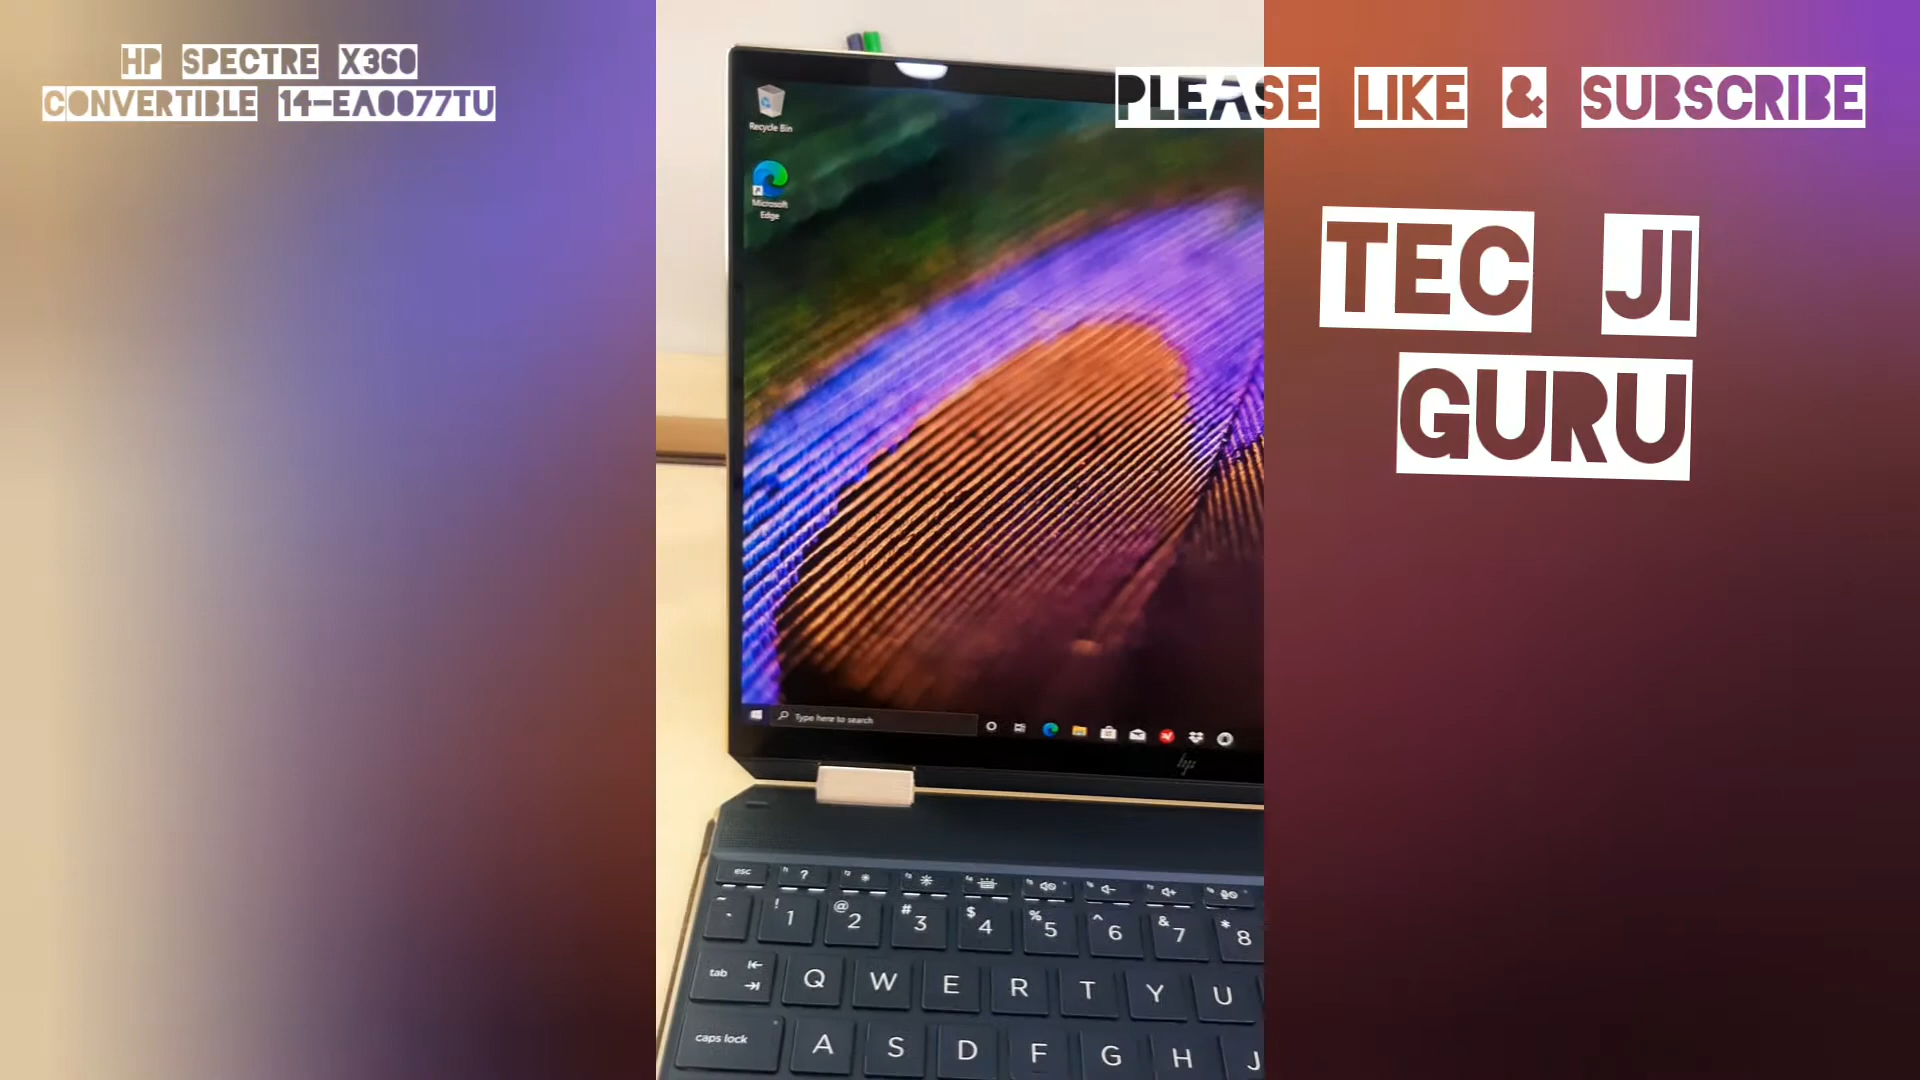 HP SPECTRE X360
CONVERTIBLE 14-EA0077TU
PLEASE LIKE & SUBSCRIBE
TEC JI
GURU
Recycle Bin
Microsoft
Edge
Type here to search
hp
esc ?
! 1 @ 2 # 3 $ 4 % 5 ^ 6 & 7 * 8
tab Q W E R T Y U
caps lock A S D F G H J